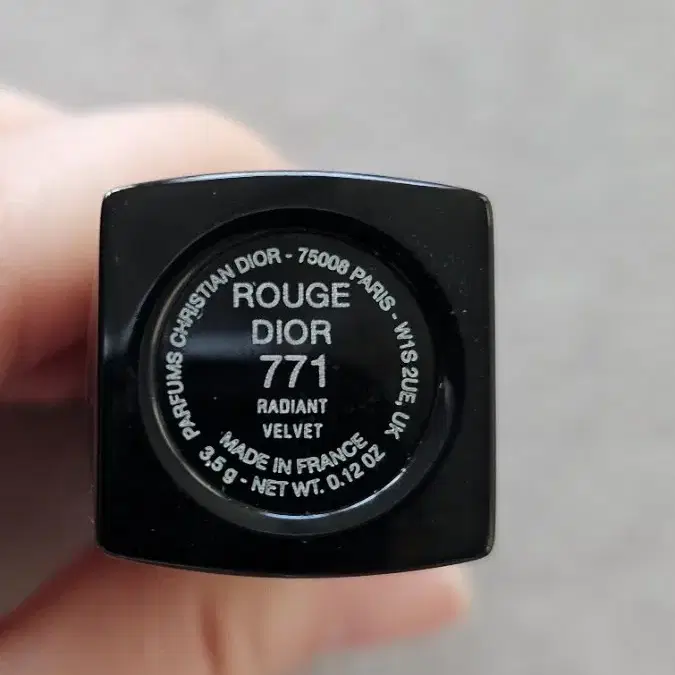 PARFUMS CHRISTIAN DIOR - 75008 PARIS - W1S 2UE, UK
ROUGE
DIOR
771
RADIANT
VELVET
MADE IN FRANCE
3,5 g - NET WT. 0.12 OZ